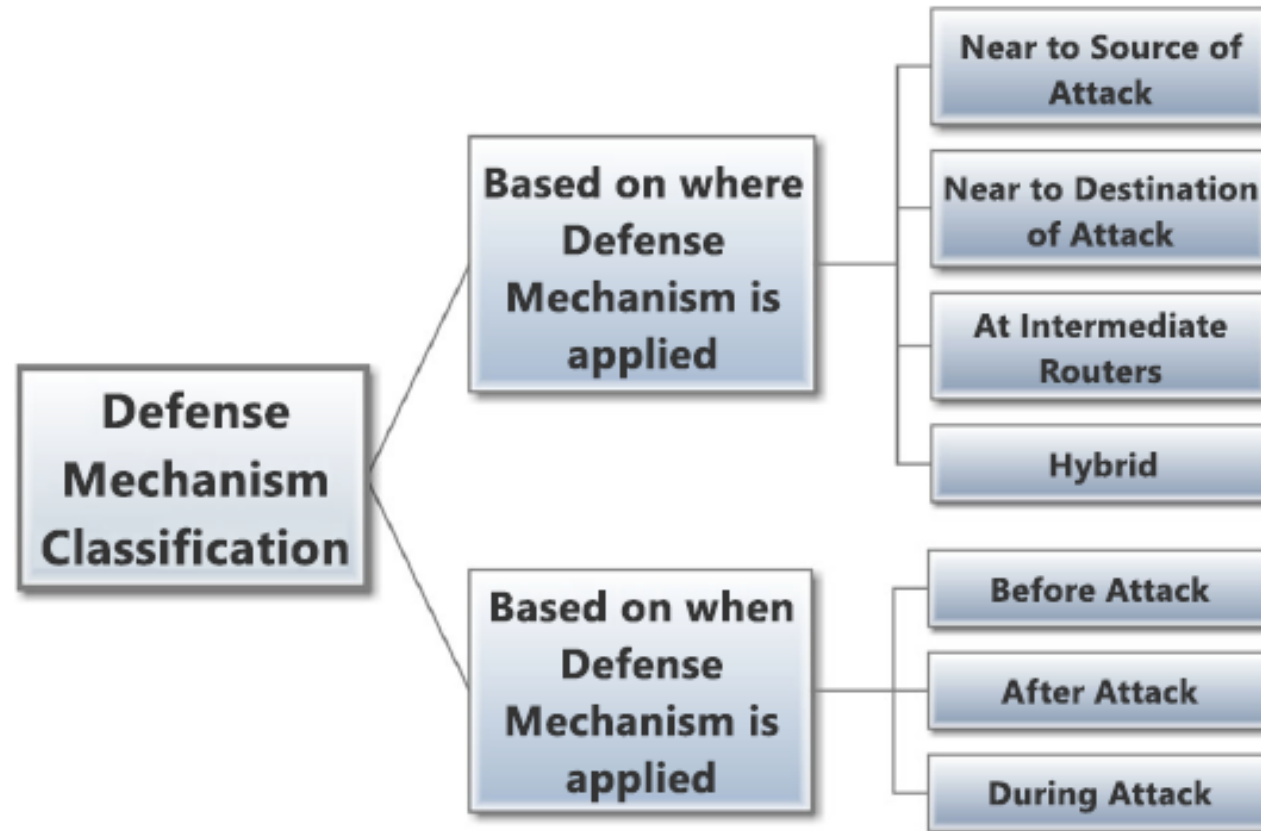 Defense
Mechanism
Classification
Based on where
Defense
Mechanism is
applied
Near to Source of
Attack
Near to Destination
of Attack
At Intermediate
Routers
Hybrid
Based on when
Defense
Mechanism is
applied
Before Attack
After Attack
During Attack